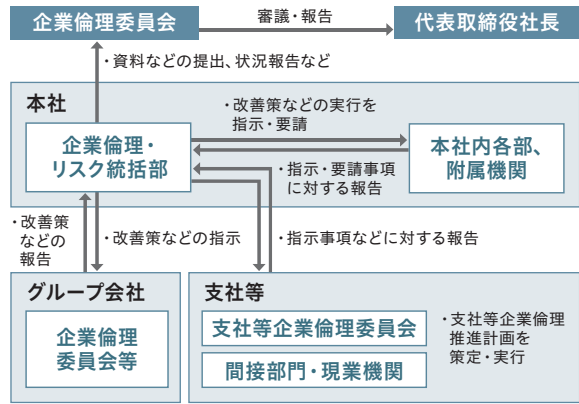 企業倫理委員会
審議・報告
代表取締役社長
・資料などの提出、状況報告など
本社
・改善策などの実行を
指示・要請
企業倫理・
リスク統括部
本社内各部、
附属機関
・指示・要請事項
に対する報告
・改善策
などの
報告
・改善策などの指示
・指示事項などに対する報告
グループ会社
企業倫理
委員会等
支社等
支社等企業倫理委員会
間接部門・現業機関
・支社等企業倫理
推進計画を
策定・実行